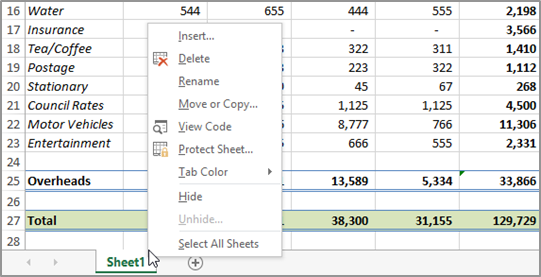 16 Water 544 655 444 555 2,198
17 Insurance Insert... - - 3,566
18 Tea/Coffee Delete 322 311 1,410
19 Postage Rename 223 322 1,112
20 Stationary Move or Copy... 45 67 268
21 Council Rates View Code 1,125 1,125 4,500
22 Motor Vehicles Protect Sheet... 8,777 766 11,306
23 Entertainment Tab Color 666 555 2,331
24
25 Overheads Hide 13,589 5,334 33,866
26 Unhide...
27 Total Select All Sheets 38,300 31,155 129,729
28
Sheet1